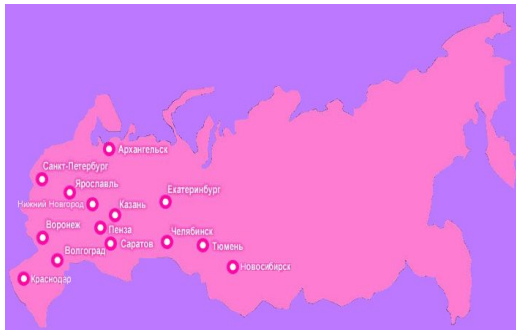 Архангельск
Санкт-Петербург
Ярославль
Екатеринбург
Нижний Новгород
Казань
Воронеж
Пенза
Челябинск
Саратов
Тюмень
Волгоград
Новосибирск
Краснодар